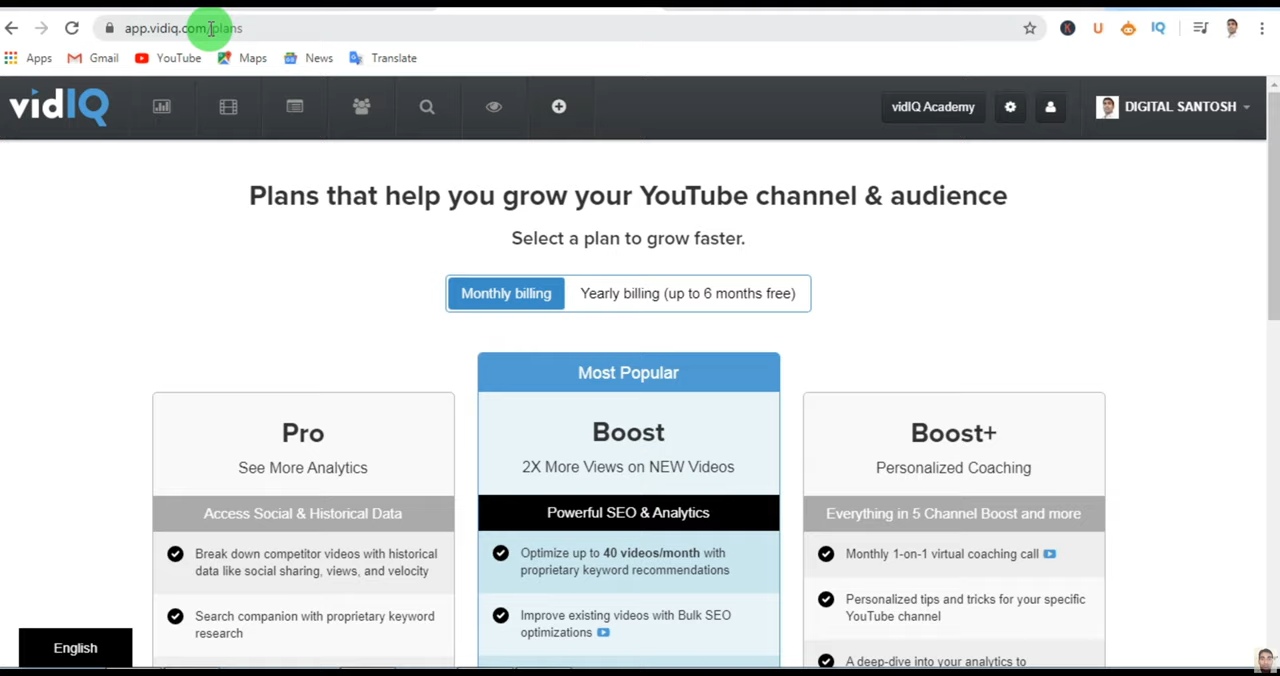 app.vidiq.com/plans
Apps Gmail YouTube Maps News Translate
vidIQ vidIQ Academy DIGITAL SANTOSH
Plans that help you grow your YouTube channel & audience
Select a plan to grow faster.
Monthly billing Yearly billing (up to 6 months free)
Most Popular
Pro
See More Analytics
Access Social & Historical Data
Break down competitor videos with historical
data like social sharing, views, and velocity
Search companion with proprietary keyword
research
Boost
2X More Views on NEW Videos
Powerful SEO & Analytics
Optimize up to 40 videos/month with
proprietary keyword recommendations
Improve existing videos with Bulk SEO
optimizations
Boost+
Personalized Coaching
Everything in 5 Channel Boost and more
Monthly 1-on-1 virtual coaching call
Personalized tips and tricks for your specific
YouTube channel
A deep-dive into your analytics to
English